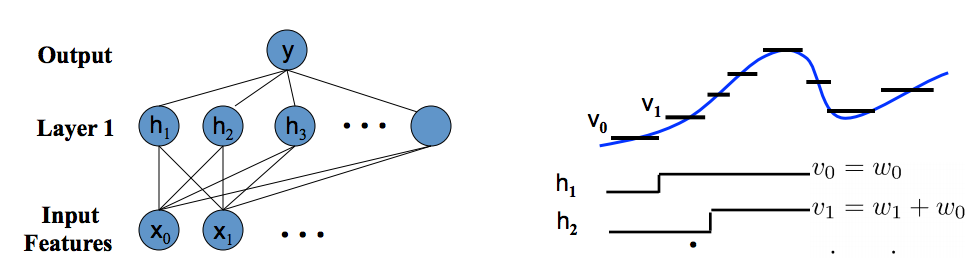 Output
y
Layer 1
h₁ h₂ h₃ • • •
Input
Features
x₀ x₁ • • •
v₀
v₁
h₁
v₀ = w₀
h₂
v₁ = w₁ + w₀